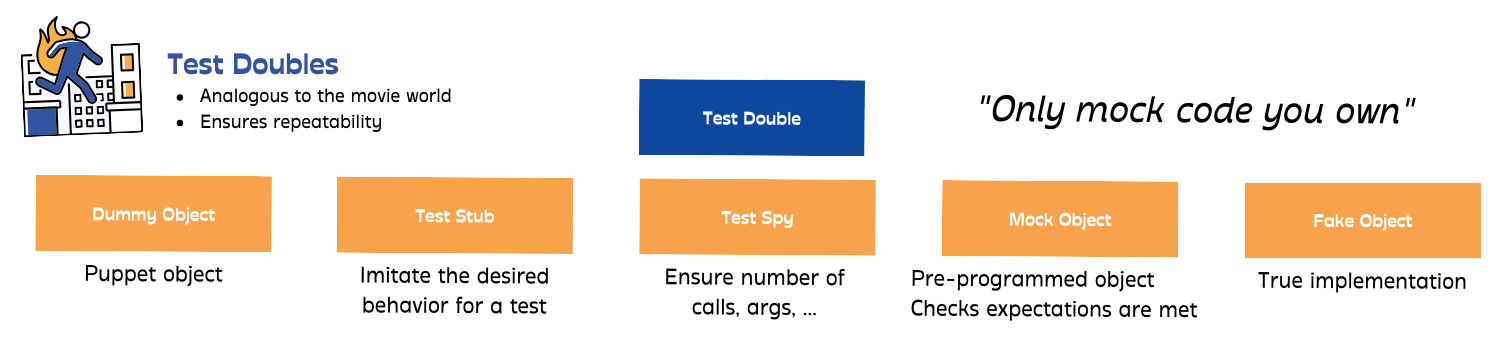 Test Doubles
• Analogous to the movie world
• Ensures repeatability
Test Double
"Only mock code you own"
Dummy Object
Puppet object
Test Stub
Imitate the desired
behavior for a test
Test Spy
Ensure number of
calls, args, ...
Mock Object
Pre-programmed object
Checks expectations are met
Fake Object
True implementation